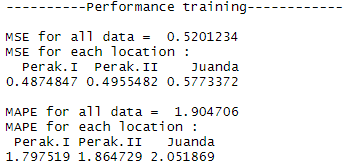 ----------Performance training------------
MSE for all data =  0.5201234
MSE for each location :
  Perak.I  Perak.II    Juanda
0.4874847 0.4955482 0.5773372
MAPE for all data =  1.904706
MAPE for each location :
 Perak.I Perak.II   Juanda
1.797519 1.864729 2.051869